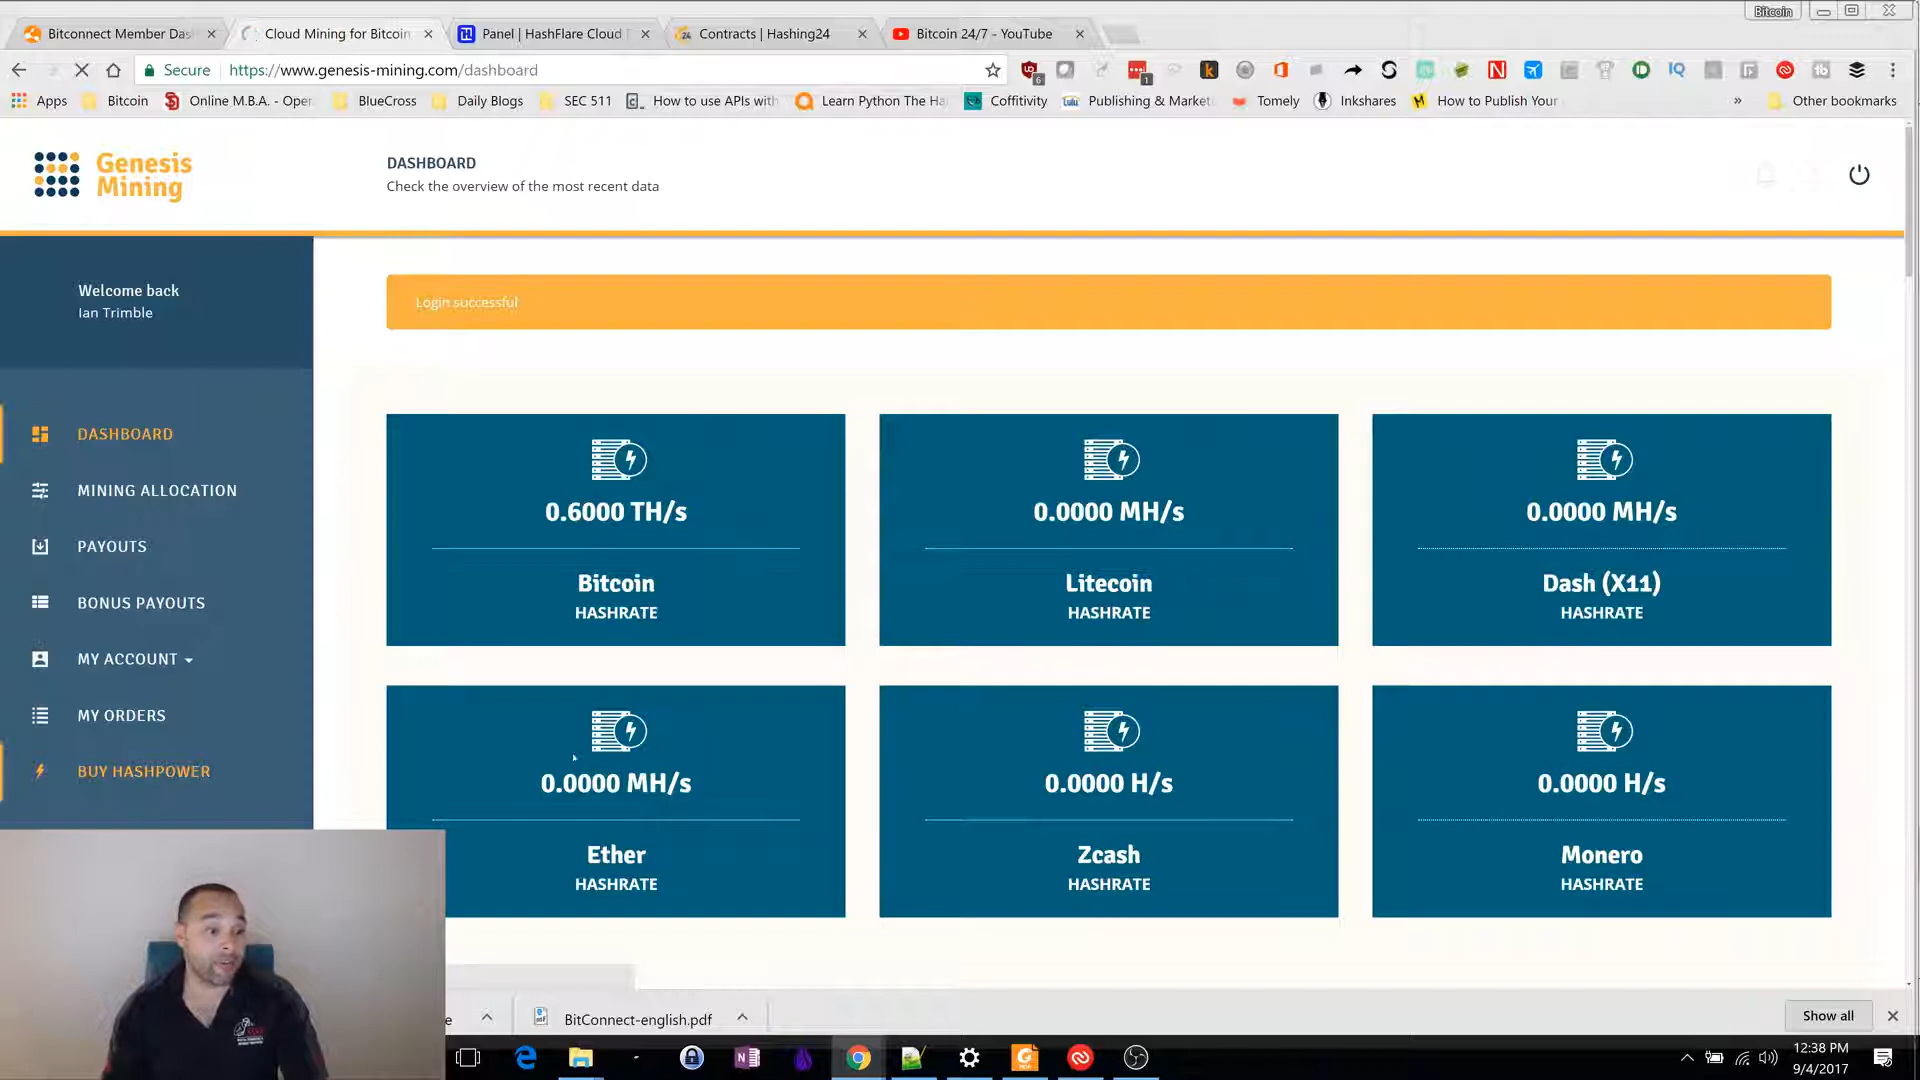 Bitcoin
Bitconnect Member Das
Cloud Mining for Bitcoin
Panel | HashFlare Cloud
Contracts | Hashing24
Bitcoin 24/7 - YouTube
Secure
https://www.genesis-mining.com/dashboard
Apps
Bitcoin
Online M.B.A. - Oper
BlueCross
Daily Blogs
SEC 511
How to use APIs with
Learn Python The Ha
Coffitivity
Publishing & Market
Tomely
Inkshares
How to Publish Your
»
Other bookmarks
Genesis
Mining
DASHBOARD
Check the overview of the most recent data
Welcome back
Ian Trimble
Login successful
DASHBOARD
MINING ALLOCATION
PAYOUTS
BONUS PAYOUTS
MY ACCOUNT
MY ORDERS
BUY HASHPOWER
0.6000 TH/s
Bitcoin
HASHRATE
0.0000 MH/s
Litecoin
HASHRATE
0.0000 MH/s
Dash (X11)
HASHRATE
0.0000 MH/s
Ether
HASHRATE
0.0000 H/s
Zcash
HASHRATE
0.0000 H/s
Monero
HASHRATE
BitConnect-english.pdf
Show all
12:38 PM
9/4/2017